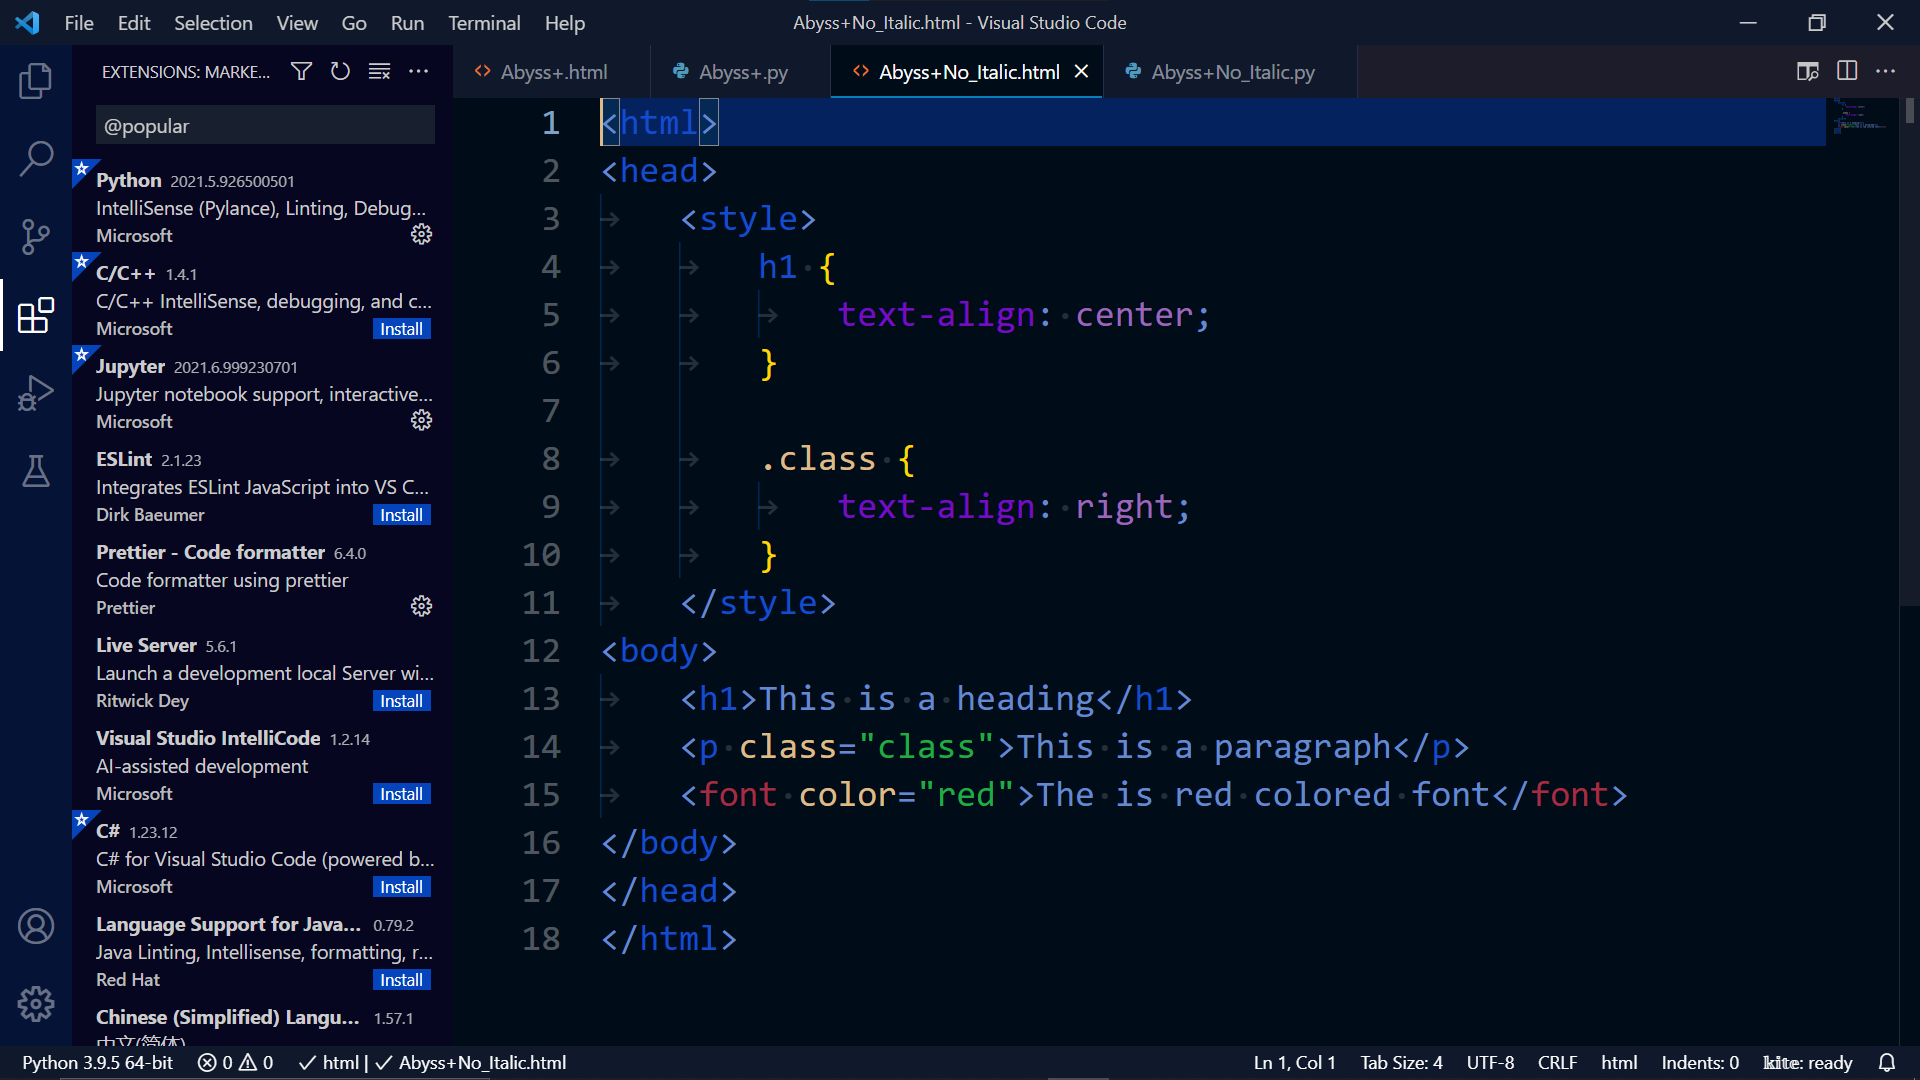 File Edit Selection View Go Run Terminal Help
Abyss+No_Italic.html - Visual Studio Code
EXTENSIONS: MARKE...
Abyss+.html
Abyss+.py
Abyss+No_Italic.html
Abyss+No_Italic.py
@popular
Python 2021.5.926500501
IntelliSense (Pylance), Linting, Debug...
Microsoft
C/C++ 1.4.1
C/C++ IntelliSense, debugging, and c...
Microsoft Install
Jupyter 2021.6.999230701
Jupyter notebook support, interactive...
Microsoft
ESLint 2.1.23
Integrates ESLint JavaScript into VS C...
Dirk Baeumer Install
Prettier - Code formatter 6.4.0
Code formatter using prettier
Prettier
Live Server 5.6.1
Launch a development local Server wi...
Ritwick Dey Install
Visual Studio IntelliCode 1.2.14
AI-assisted development
Microsoft Install
C# 1.23.12
C# for Visual Studio Code (powered b...
Microsoft Install
Language Support for Java... 0.79.2
Java Linting, Intellisense, formatting, r...
Red Hat Install
Chinese (Simplified) Langu... 1.57.1
中文(简体)
1 <html>
2 <head>
3 <style>
4 h1 {
5 text-align: center;
6 }
7
8 .class {
9 text-align: right;
10 }
11 </style>
12 <body>
13 <h1>This is a heading</h1>
14 <p class="class">This is a paragraph</p>
15 <font color="red">The is red colored font</font>
16 </body>
17 </head>
18 </html>
Python 3.9.5 64-bit 0 0 html | Abyss+No_Italic.html
Ln 1, Col 1 Tab Size: 4 UTF-8 CRLF html Indents: 0 kite: ready